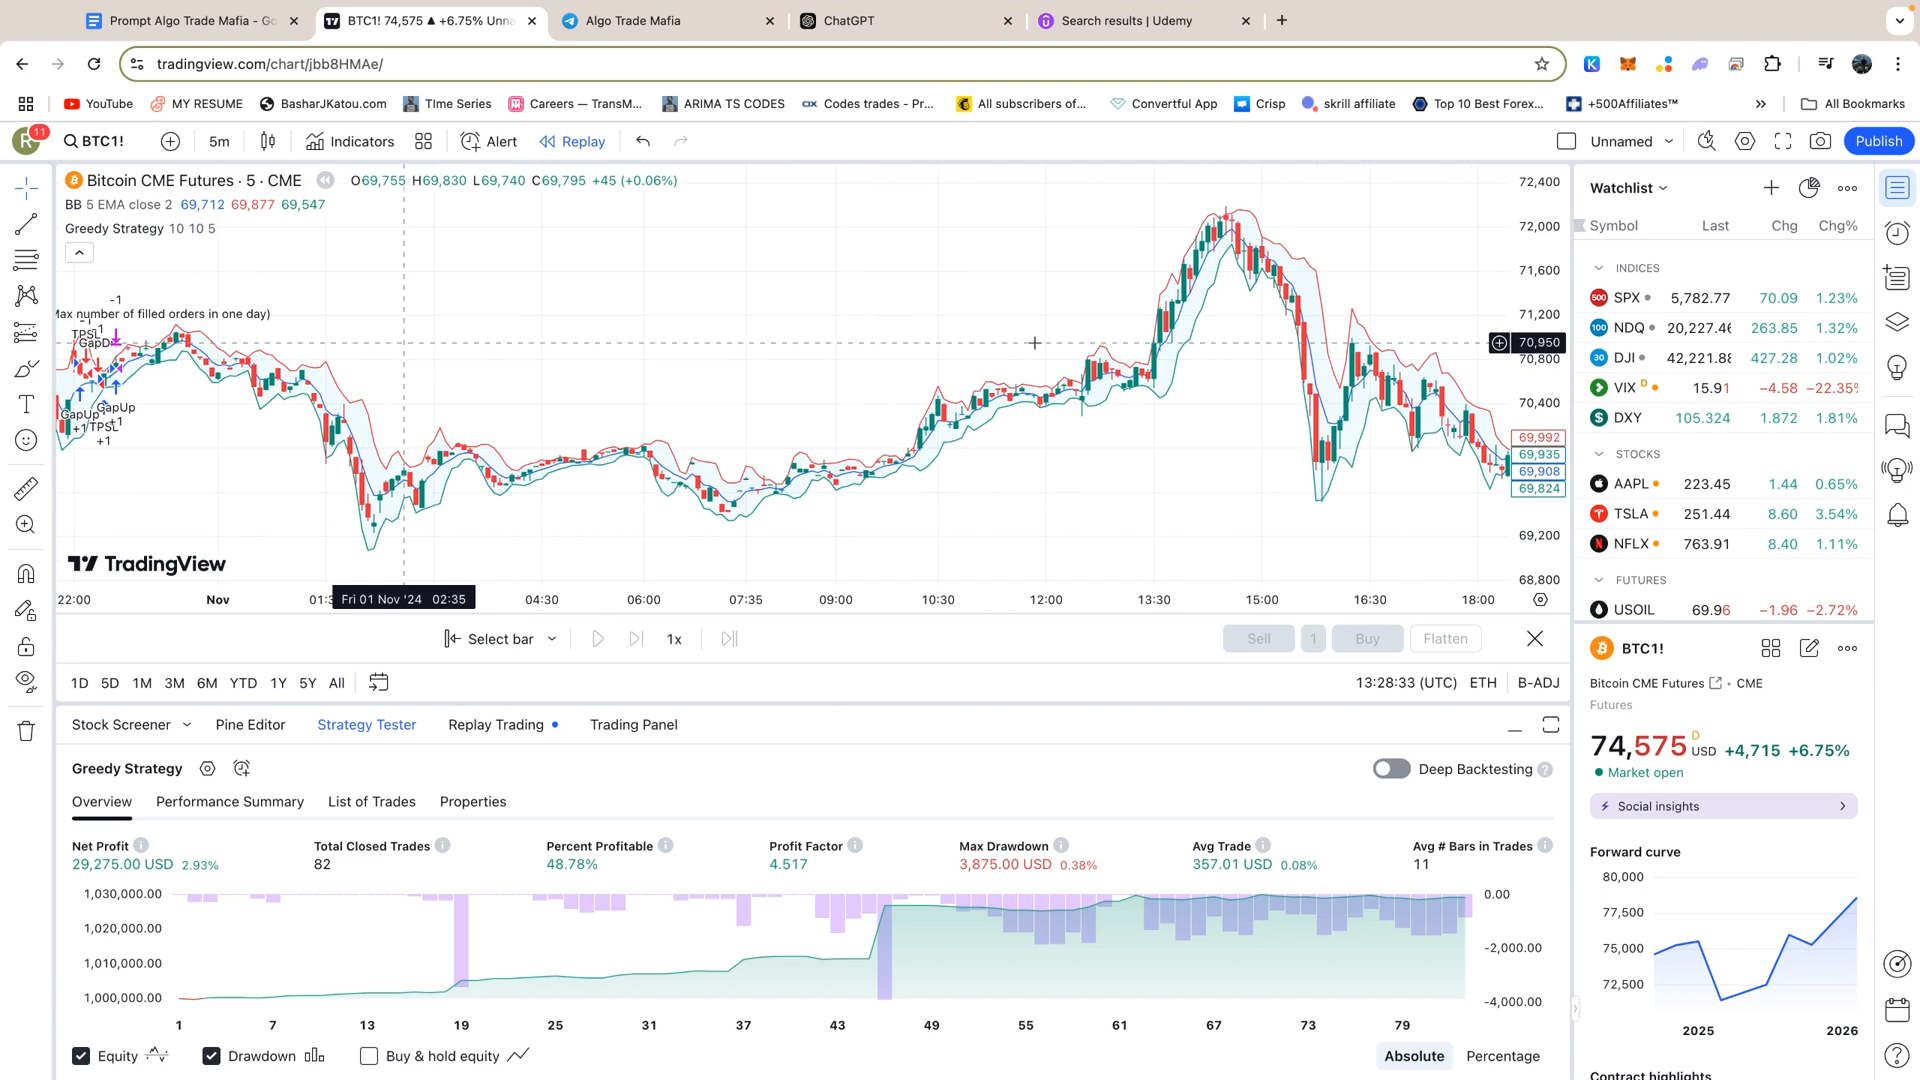 Prompt Algo Trade Mafia - Go
BTC1! 74,575 ▲ +6.75% Unna
Algo Trade Mafia
ChatGPT
Search results | Udemy
tradingview.com/chart/jbb8HMAe/
YouTube
MY RESUME
BasharJKatou.com
TIme Series
Careers — TransM...
ARIMA TS CODES
Codes trades - Pr...
All subscribers of...
Convertful App
Crisp
skrill affiliate
Top 10 Best Forex...
+500Affiliates™
All Bookmarks
R
11
BTC1!
5m
Indicators
Alert
Replay
Unnamed
Publish
Bitcoin CME Futures · 5 · CME
O69,755 H69,830 L69,740 C69,795 +45 (+0.06%)
BB 5 EMA close 2 69,712 69,877 69,547
Greedy Strategy 10 10 5
-1
Max number of filled orders in one day)
TPSL
GapUp
GapUp
+1
TPSL
+1
+1
TradingView
72,400
72,000
71,600
71,200
70,950
70,800
70,400
69,992
69,935
69,908
69,824
69,200
68,800
22:00
Nov
Fri 01 Nov '24 02:35
04:30
06:00
07:35
09:00
10:30
12:00
13:30
15:00
16:30
18:00
Select bar
1x
Sell
1
Buy
Flatten
1D 5D 1M 3M 6M YTD 1Y 5Y All
13:28:33 (UTC) ETH B-ADJ
Stock Screener
Pine Editor
Strategy Tester
Replay Trading
Trading Panel
Greedy Strategy
Deep Backtesting
Overview
Performance Summary
List of Trades
Properties
Net Profit
29,275.00 USD 2.93%
Total Closed Trades
82
Percent Profitable
48.78%
Profit Factor
4.517
Max Drawdown
3,875.00 USD 0.38%
Avg Trade
357.01 USD 0.08%
Avg # Bars in Trades
11
1,030,000.00
1,020,000.00
1,010,000.00
1,000,000.00
0.00
-2,000.00
-4,000.00
1 7 13 19 25 31 37 43 49 55 61 67 73 79
Equity
Drawdown
Buy & hold equity
Absolute
Percentage
Watchlist
Symbol Last Chg Chg%
INDICES
SPX 5,782.77 70.09 1.23%
NDQ 20,227.46 263.85 1.32%
DJI 42,221.88 427.28 1.02%
VIX D 15.91 −4.58 −22.35%
DXY 105.324 1.872 1.81%
STOCKS
AAPL 223.45 1.44 0.65%
TSLA 251.44 8.60 3.54%
NFLX 763.91 8.40 1.11%
FUTURES
USOIL 69.96 −1.96 −2.72%
BTC1!
Bitcoin CME Futures • CME
Futures
74,575 D USD +4,715 +6.75%
Market open
Social insights
Forward curve
80,000
77,500
75,000
72,500
2025
2026
Contract highlights